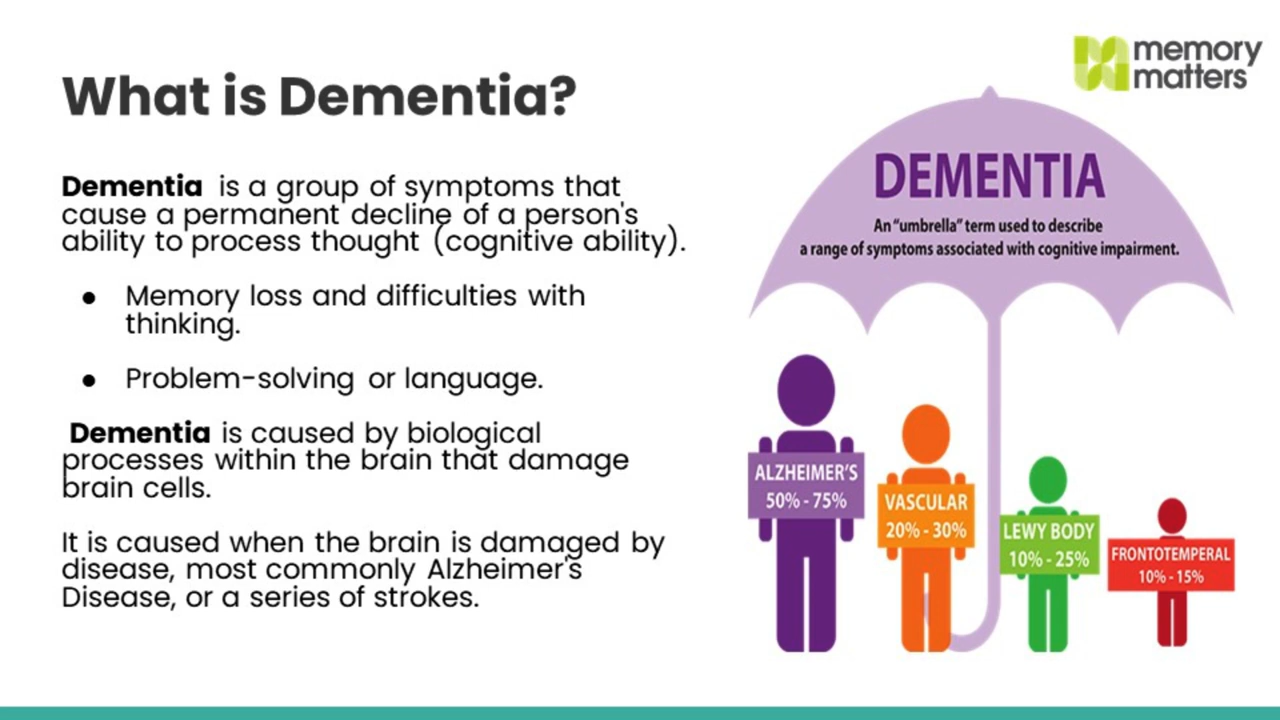 memory
matters
What is Dementia?
Dementia is a group of symptoms that
cause a permanent decline of a person's
ability to process thought (cognitive ability).
● Memory loss and difficulties with
thinking.
● Problem-solving or language.
Dementia is caused by biological
processes within the brain that damage
brain cells.
It is caused when the brain is damaged by
disease, most commonly Alzheimer's
Disease, or a series of strokes.
DEMENTIA
An "umbrella" term used to describe
a range of symptoms associated with cognitive impairment.
ALZHEIMER'S
50% - 75%
VASCULAR
20% - 30%
LEWY BODY
10% - 25%
FRONTOTEMPERAL
10% - 15%